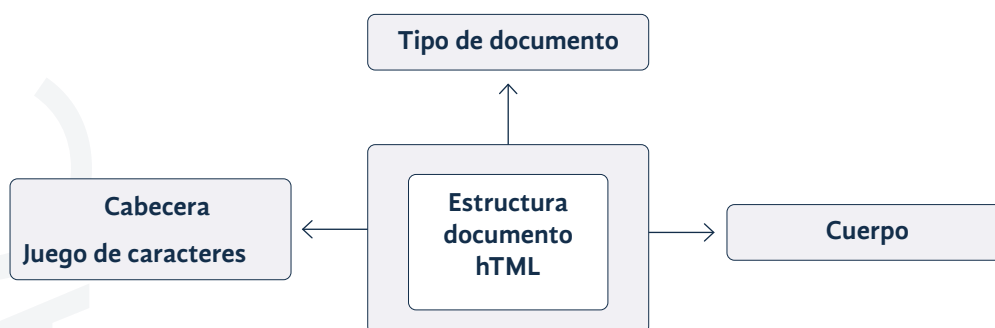 Tipo de documento
Cabecera
Juego de caracteres
Estructura
documento
hTML
Cuerpo